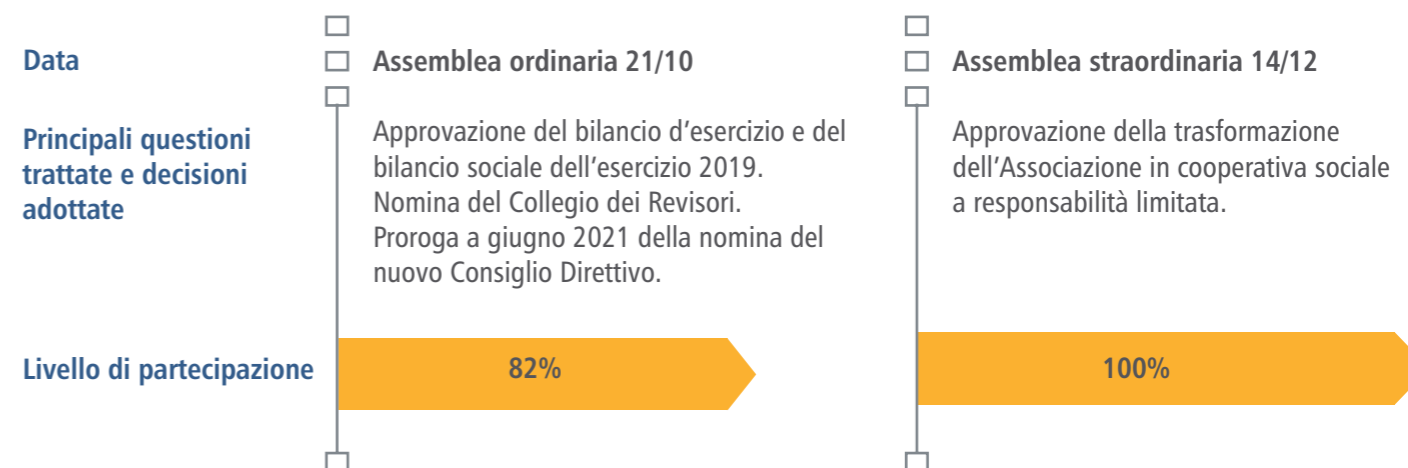 Data
Assemblea ordinaria 21/10
Assemblea straordinaria 14/12
Principali questioni
trattate e decisioni
adottate
Approvazione del bilancio d’esercizio e del
bilancio sociale dell’esercizio 2019.
Nomina del Collegio dei Revisori.
Proroga a giugno 2021 della nomina del
nuovo Consiglio Direttivo.
Approvazione della trasformazione
dell’Associazione in cooperativa sociale
a responsabilità limitata.
Livello di partecipazione
82%
100%